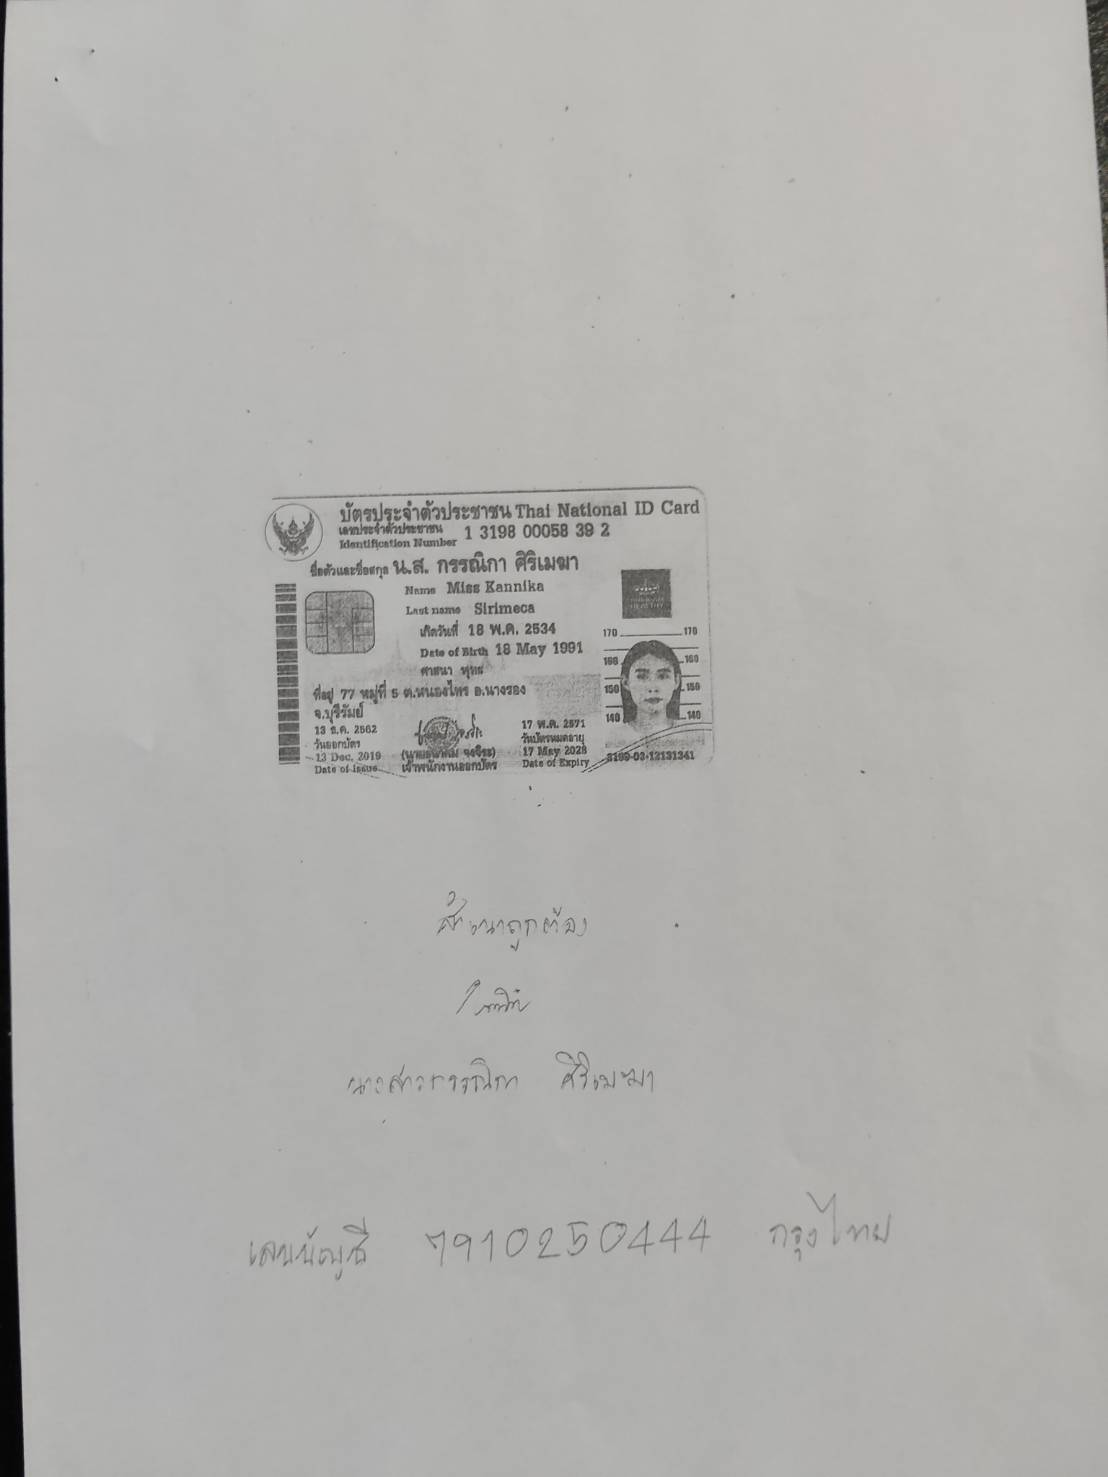 บัตรประจำตัวประชาชน Thai National ID Card
เลขประจำตัวประชาชน
Identification Number 1 3198 00058 39 2
ชื่อตัวและชื่อสกุล น.ส. กรรณิกา ศิริเมฆา
Name Miss Kannika
Last name Sirimeca
เกิดวันที่ 18 พ.ค. 2534
Date of Birth 18 May 1991
ศาสนา พุทธ
ที่อยู่ 77 หมู่ที่ 5 ต.หนองไทร อ.นางรอง
จ.บุรีรัมย์
13 ธ.ค. 2562
วันออกบัตร
13 Dec. 2019
Date of Issue
เจ้าพนักงานออกบัตร
17 พ.ค. 2571
วันบัตรหมดอายุ
17 May 2028
Date of Expiry
170 170
160 160
150 150
140 140
3199-03-12131341
สำเนาถูกต้อง
นางสาวกรรณิกา ศิริเมฆา
เลขบัญชี 7910250444 กรุงไทย